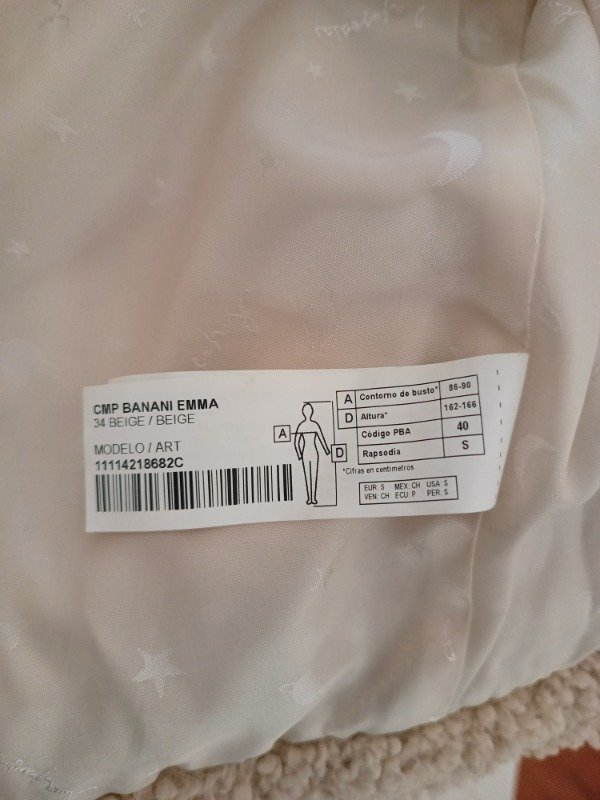 CMP BANANI EMMA
34 BEIGE / BEIGE
MODELO / ART
11114218682C
A
D
A Contorno de busto* 86-90
D Altura* 162-166
Código PBA 40
Rapsodia S
*Cifras en centimetros
EUR: S MEX: CH USA: S
VEN: CH ECU: P PER: S